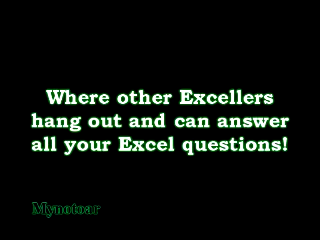 Where other Excellers
hang out and can answer
all your Excel questions!
Mynotoar